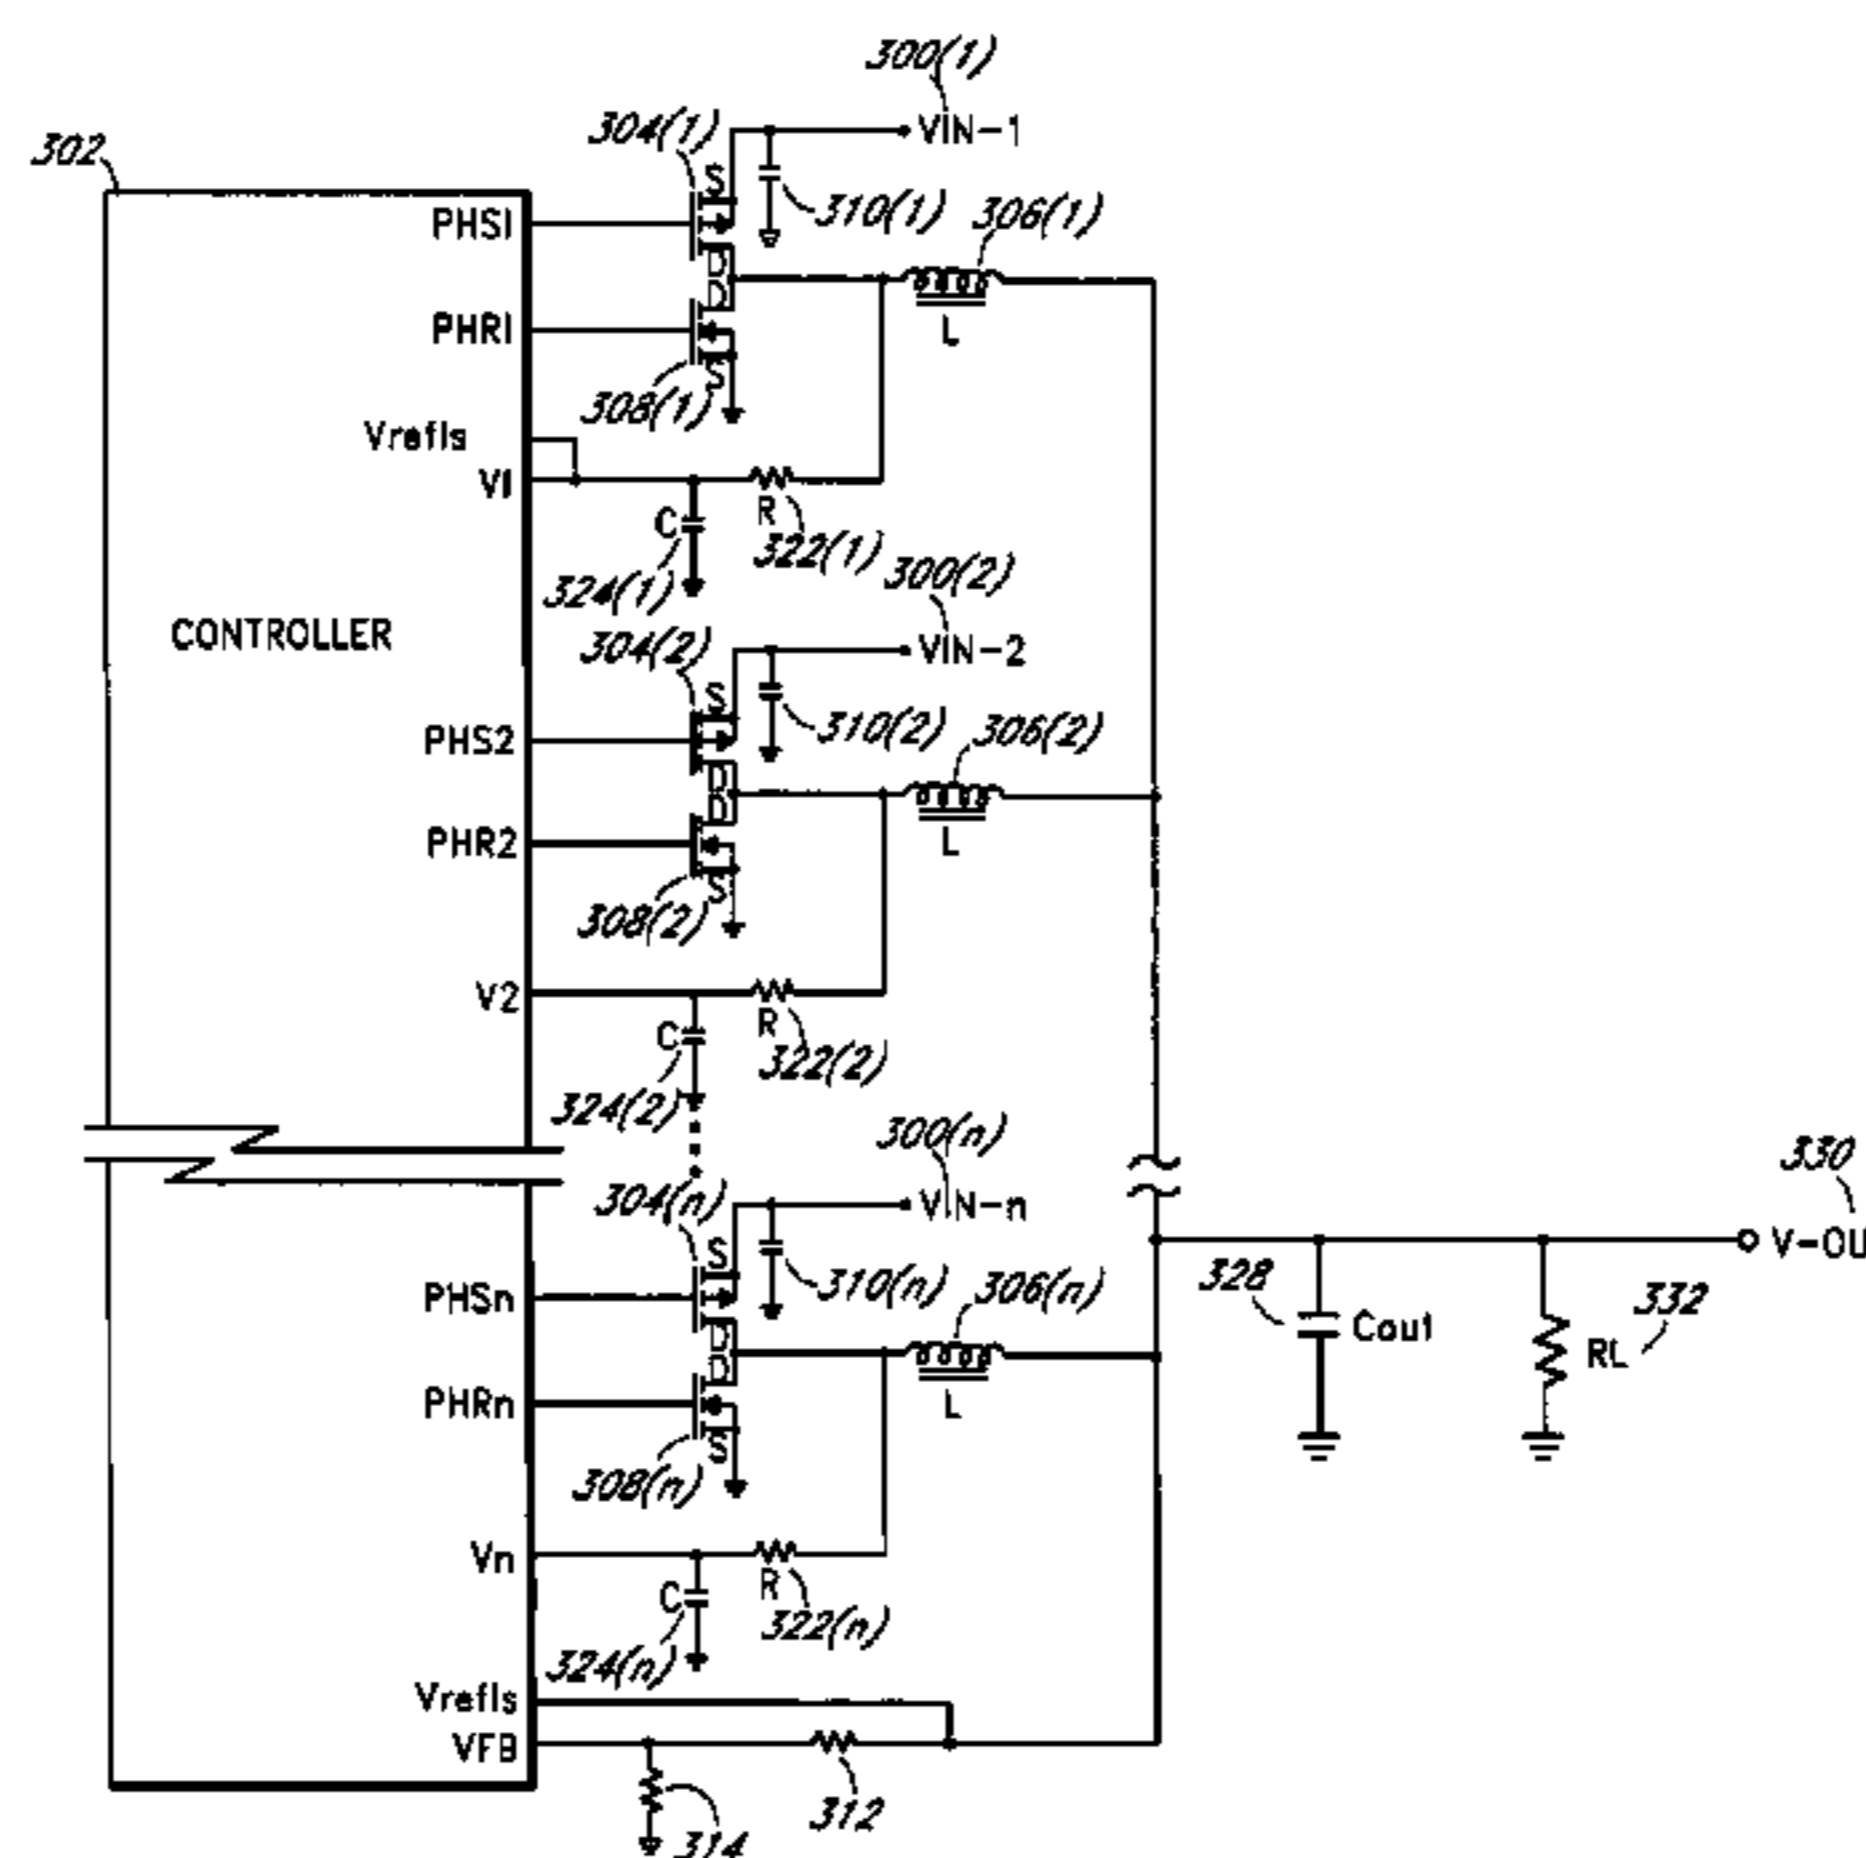 300(1)
302
304(1)
VIN-1
S
310(1)
306(1)
PHS1
D
D
L
PHR1
S
308(1)
Vrefls
V1
C
R
324(1)
322(1)
300(2)
CONTROLLER
304(2)
VIN-2
S
310(2)
306(2)
PHS2
D
D
L
PHR2
S
308(2)
V2
C
R
324(2)
322(2)
300(n)
304(n)
VIN-n
330
V-OU
S
310(n)
306(n)
328
Cout
332
RL
PHSn
D
D
L
PHRn
S
308(n)
Vn
C
R
324(n)
322(n)
Vrefls
VFB
312
314